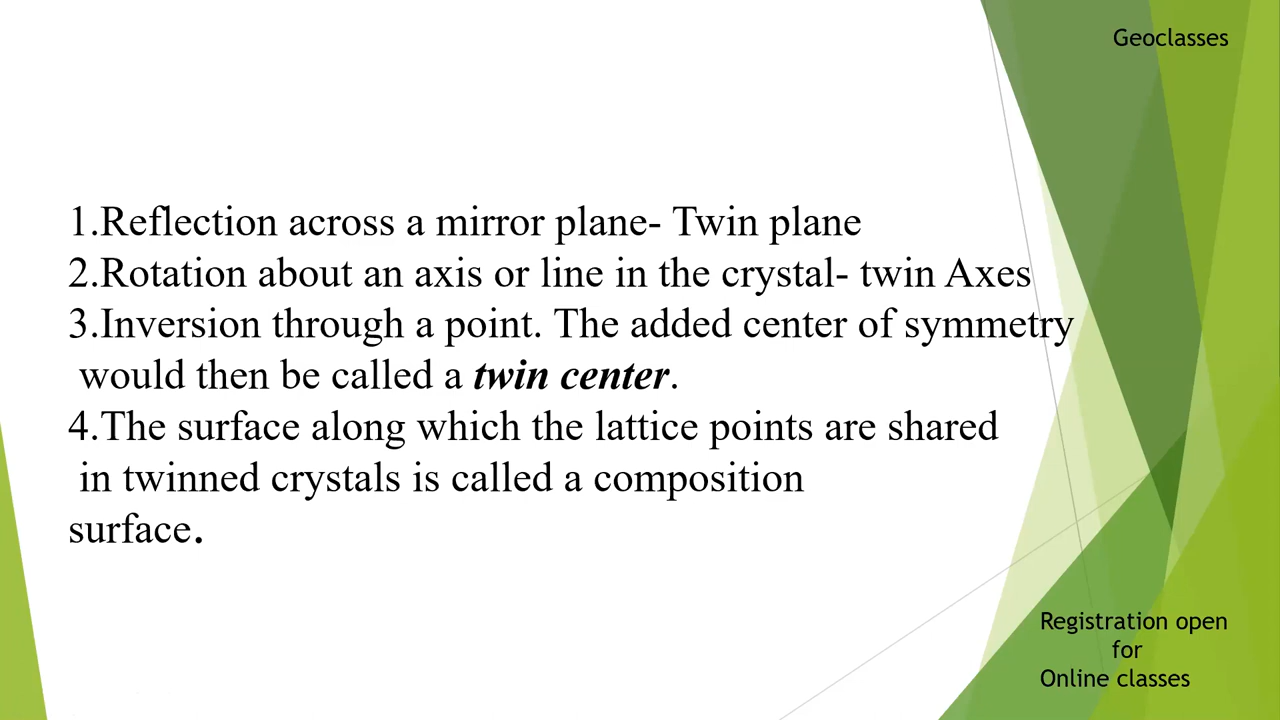 Geoclasses
1.Reflection across a mirror plane- Twin plane
2.Rotation about an axis or line in the crystal- twin Axes
3.Inversion through a point. The added center of symmetry
would then be called a twin center.
4.The surface along which the lattice points are shared
in twinned crystals is called a composition
surface.
Registration open
for
Online classes